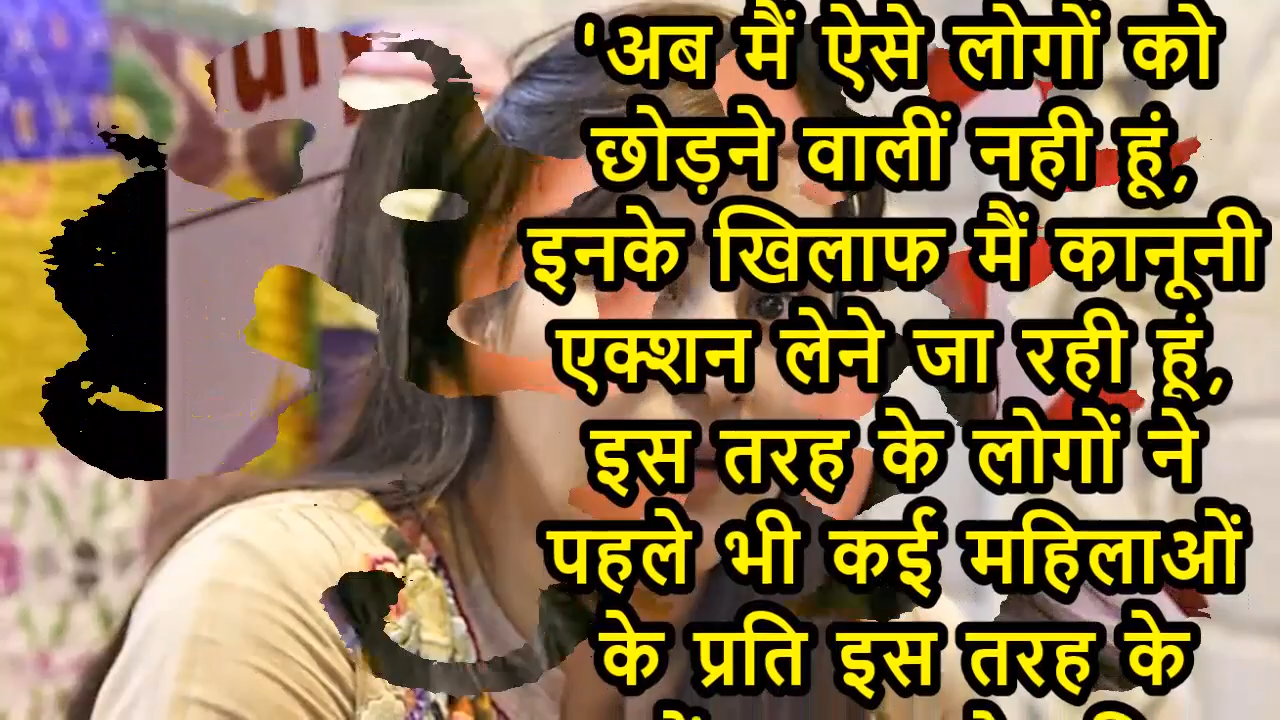 'अब मैं ऐसे लोगों को
छोड़ने वालीं नही हूं,
इनके खिलाफ मैं कानूनी
एक्शन लेने जा रही हूं,
इस तरह के लोगों ने
पहले भी कई महिलाओं
के प्रति इस तरह के